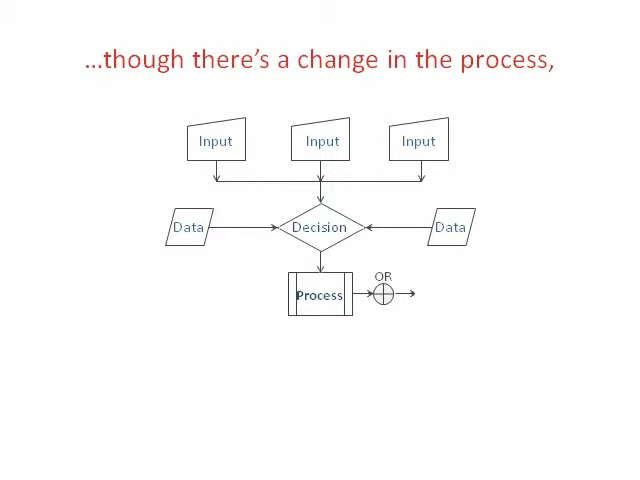 …though there’s a change in the process,
Input Input Input
Data Decision Data
OR
Process